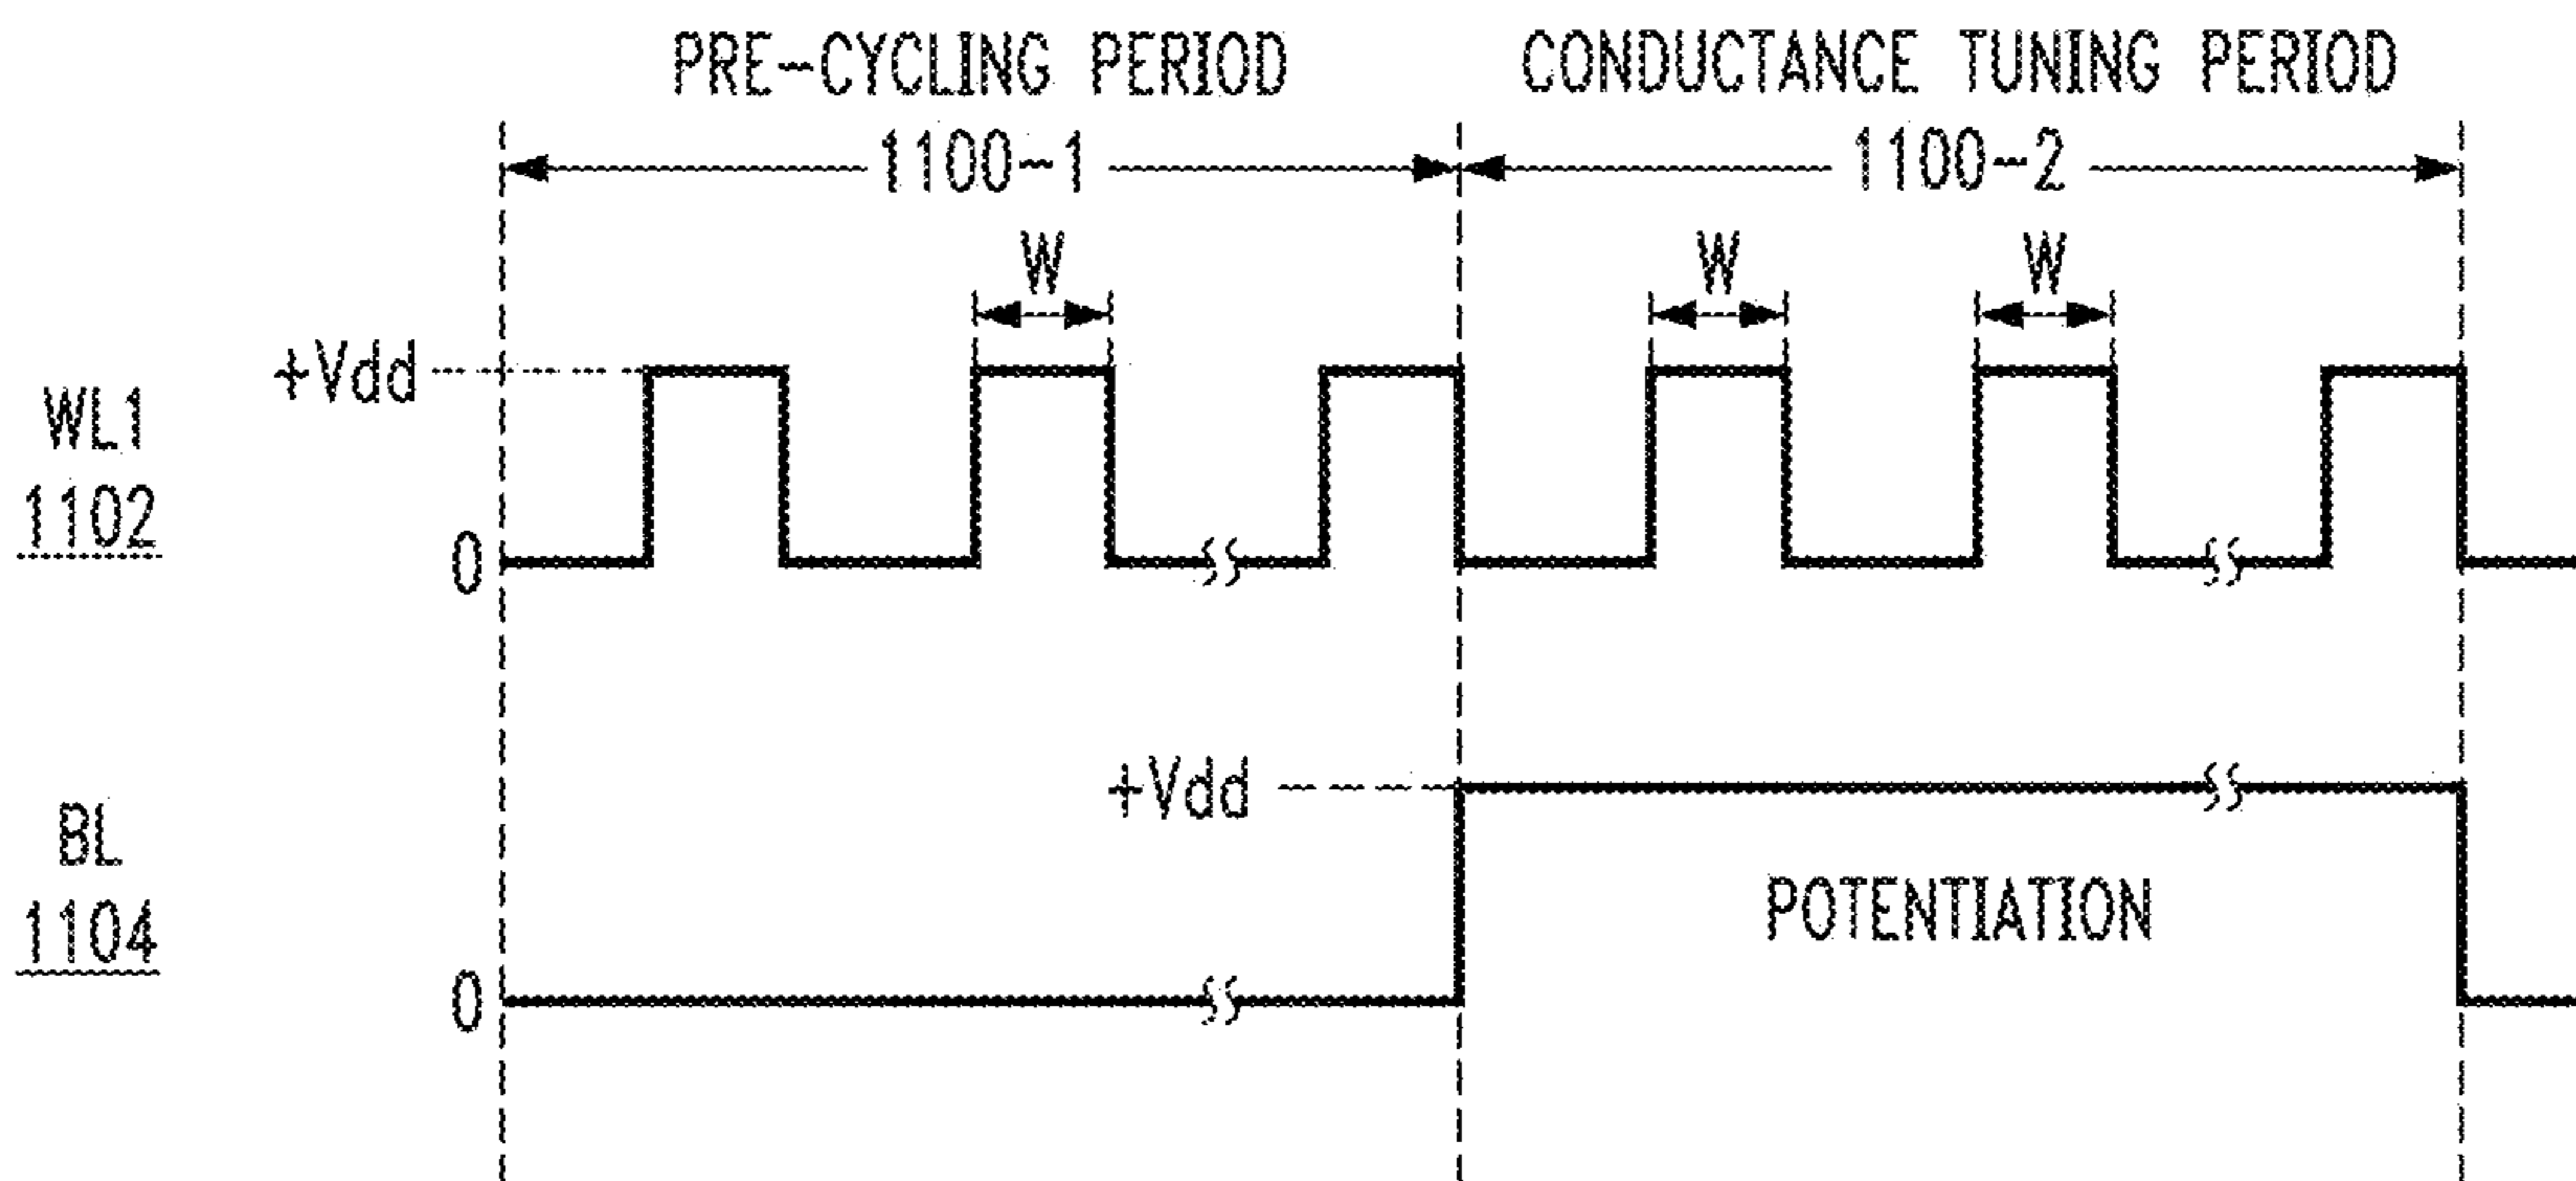 PRE-CYCLING PERIOD
1100-1
CONDUCTANCE TUNING PERIOD
1100-2
W
W
W
+Vdd
WL1
1102
0
+Vdd
BL
1104
POTENTIATION
0